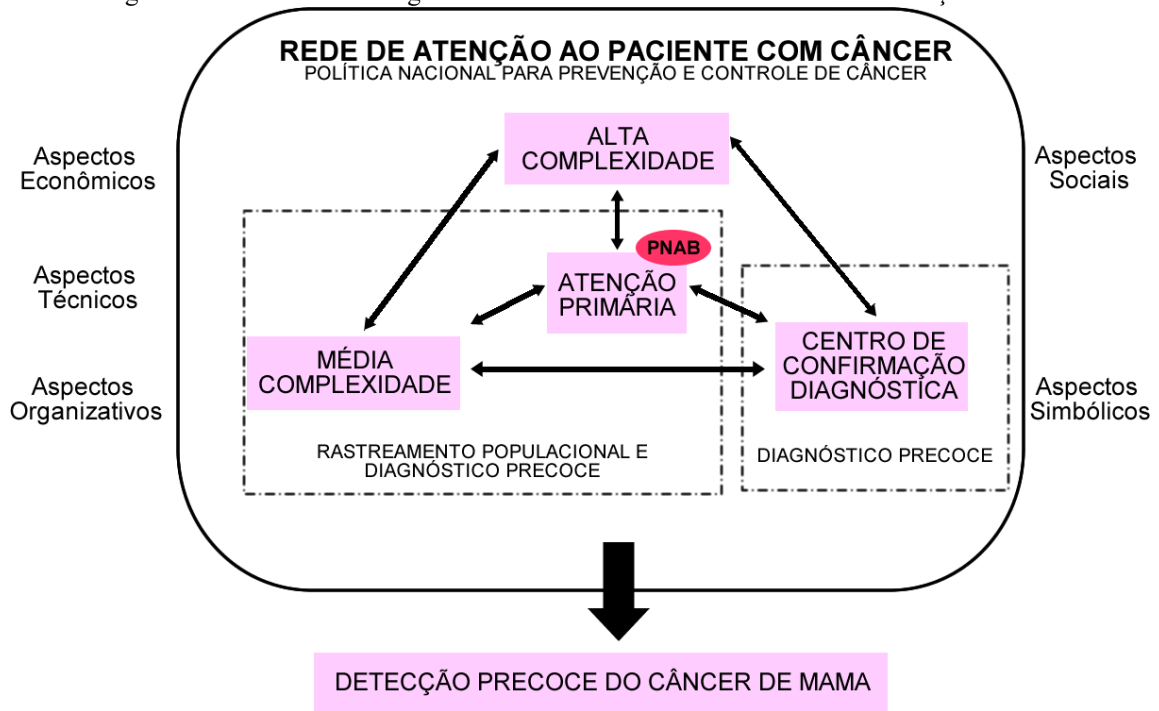 REDE DE ATENÇÃO AO PACIENTE COM CÂNCER
POLÍTICA NACIONAL PARA PREVENÇÃO E CONTROLE DE CÂNCER
ALTA
COMPLEXIDADE
Aspectos
Econômicos
Aspectos
Sociais
PNAB
ATENÇÃO
PRIMÁRIA
Aspectos
Técnicos
MÉDIA
COMPLEXIDADE
CENTRO DE
CONFIRMAÇÃO
DIAGNÓSTICA
Aspectos
Organizativos
Aspectos
Simbólicos
RASTREAMENTO POPULACIONAL E
DIAGNÓSTICO PRECOCE
DIAGNÓSTICO PRECOCE
DETECÇÃO PRECOCE DO CÂNCER DE MAMA